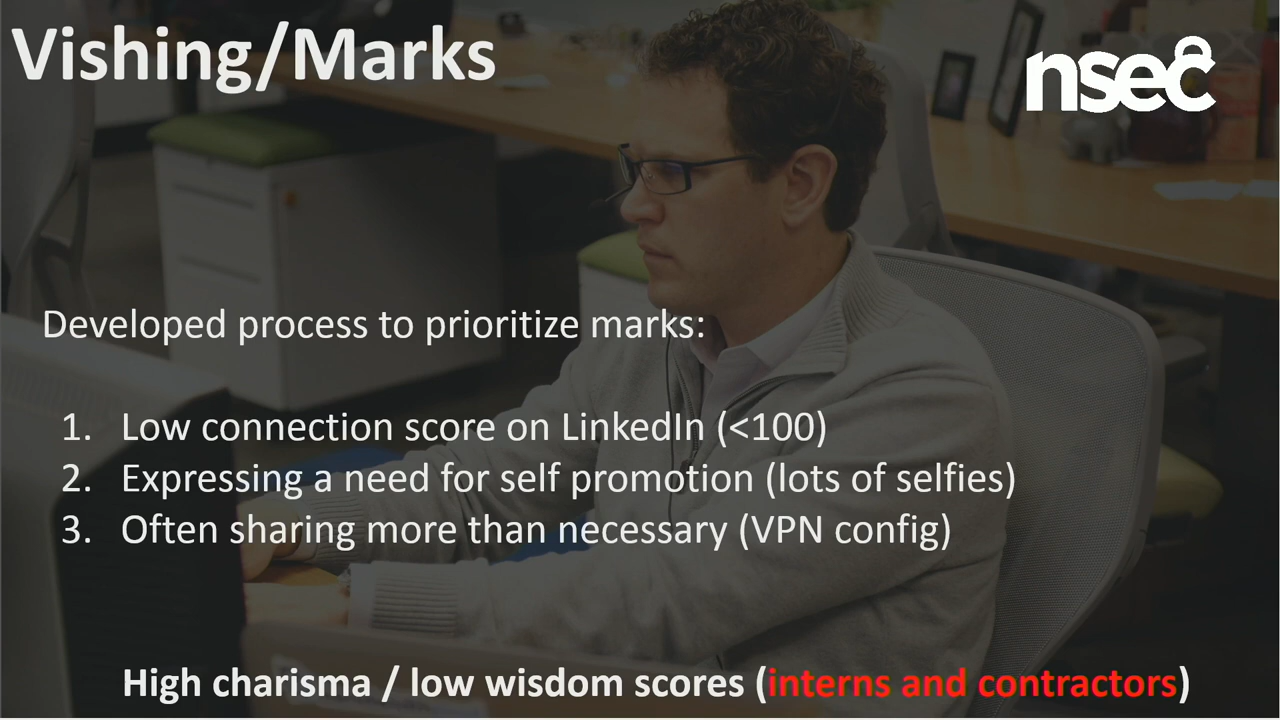 Vishing/Marks
nsec
Developed process to prioritize marks:
1. Low connection score on LinkedIn (<100)
2. Expressing a need for self promotion (lots of selfies)
3. Often sharing more than necessary (VPN config)
High charisma / low wisdom scores (interns and contractors)